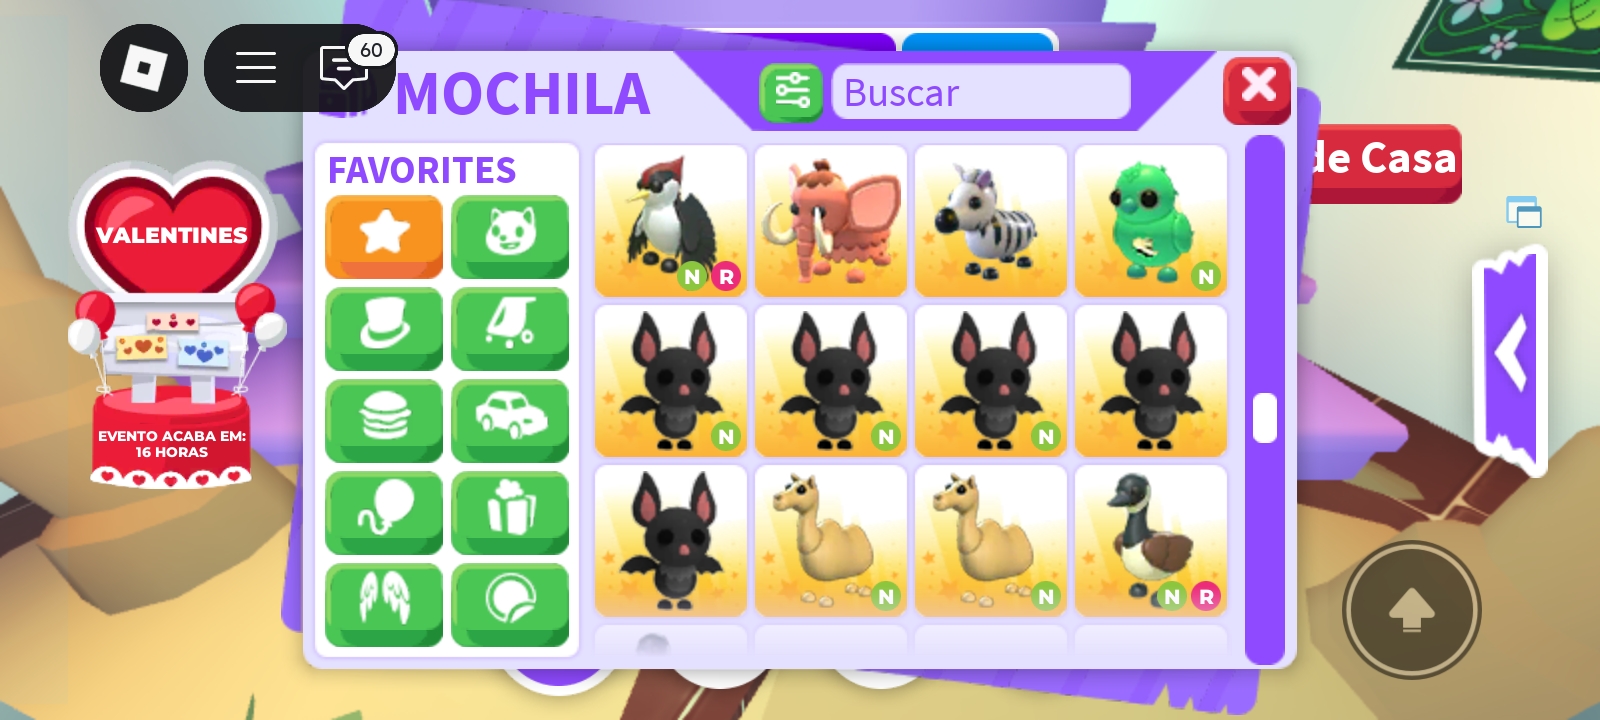 60
MOCHILA
Buscar
de Casa
FAVORITES
VALENTINES
EVENTO ACABA EM:
16 HORAS
N R
N
N
N
N
N
N
N R